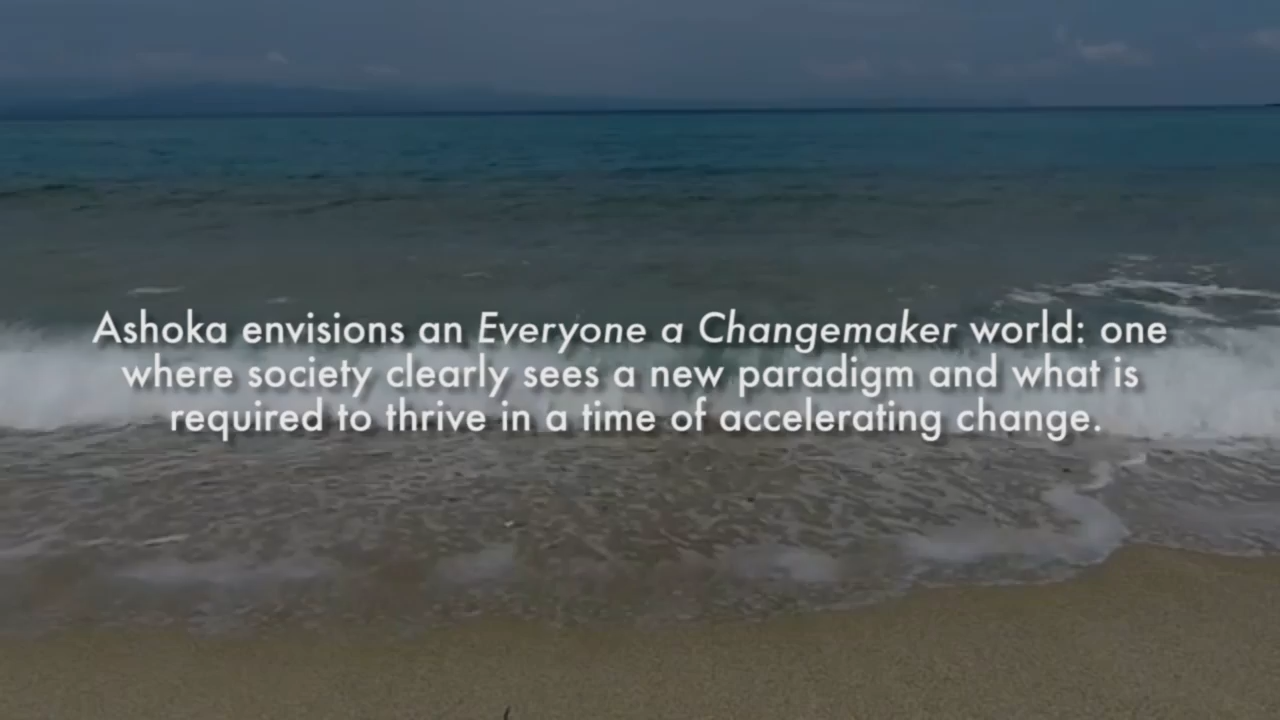 Ashoka envisions an Everyone a Changemaker world: one
where society clearly sees a new paradigm and what is
required to thrive in a time of accelerating change.